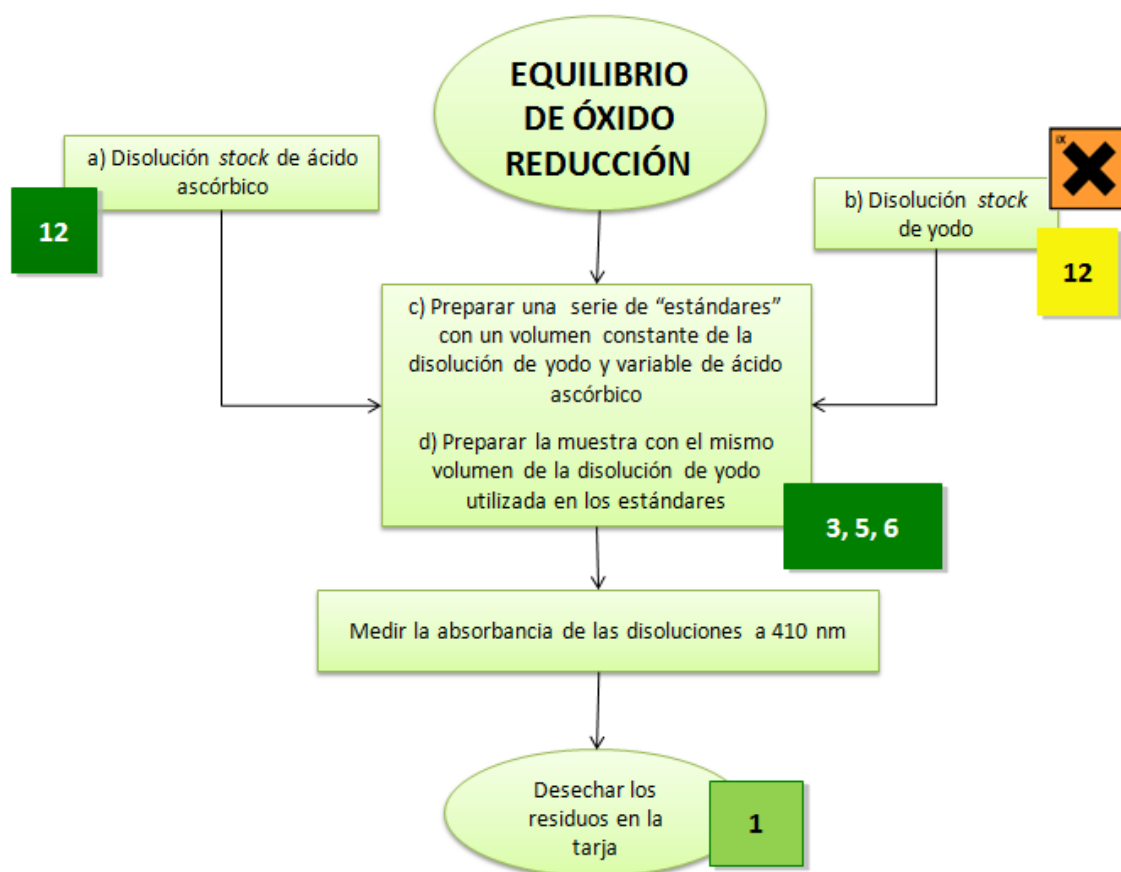 EQUILIBRIO
DE ÓXIDO
REDUCCIÓN
a) Disolución stock de ácido
ascórbico
12
b) Disolución stock
de yodo
12
c) Preparar una serie de “estándares”
con un volumen constante de la
disolución de yodo y variable de ácido
ascórbico
d) Preparar la muestra con el mismo
volumen de la disolución de yodo
utilizada en los estándares
3, 5, 6
Medir la absorbancia de las disoluciones a 410 nm
Desechar los
residuos en la
tarja
1